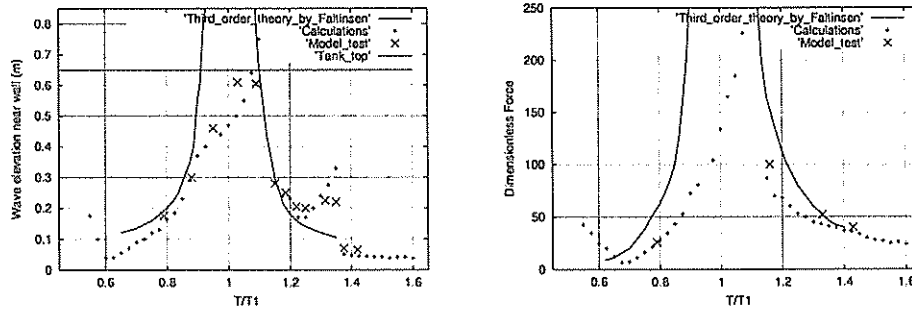 'Third_order_theory_by_Faltinsen'
'Calculations'
'Model_test'
'Tank_top'
Wave elevation near wall [m]
0.8
0.7
0.6
0.5
0.4
0.3
0.2
0.1
0
0.6 0.8 1 1.2 1.4 1.6
T/T1
'Third_order_theory_by_Faltinsen'
'Calculations'
'Model_test'
Dimensionless Force
250
200
150
100
50
0
0.6 0.8 1 1.2 1.4 1.6
T/T1